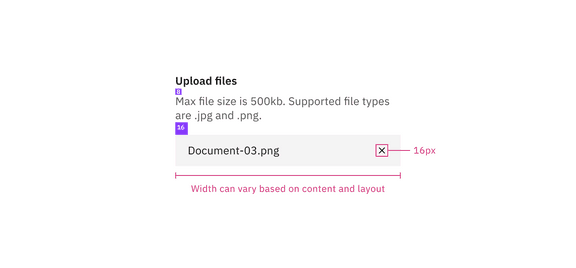 Upload files
8
Max file size is 500kb. Supported file types
are .jpg and .png.
16
Document-03.png
16px
Width can vary based on content and layout